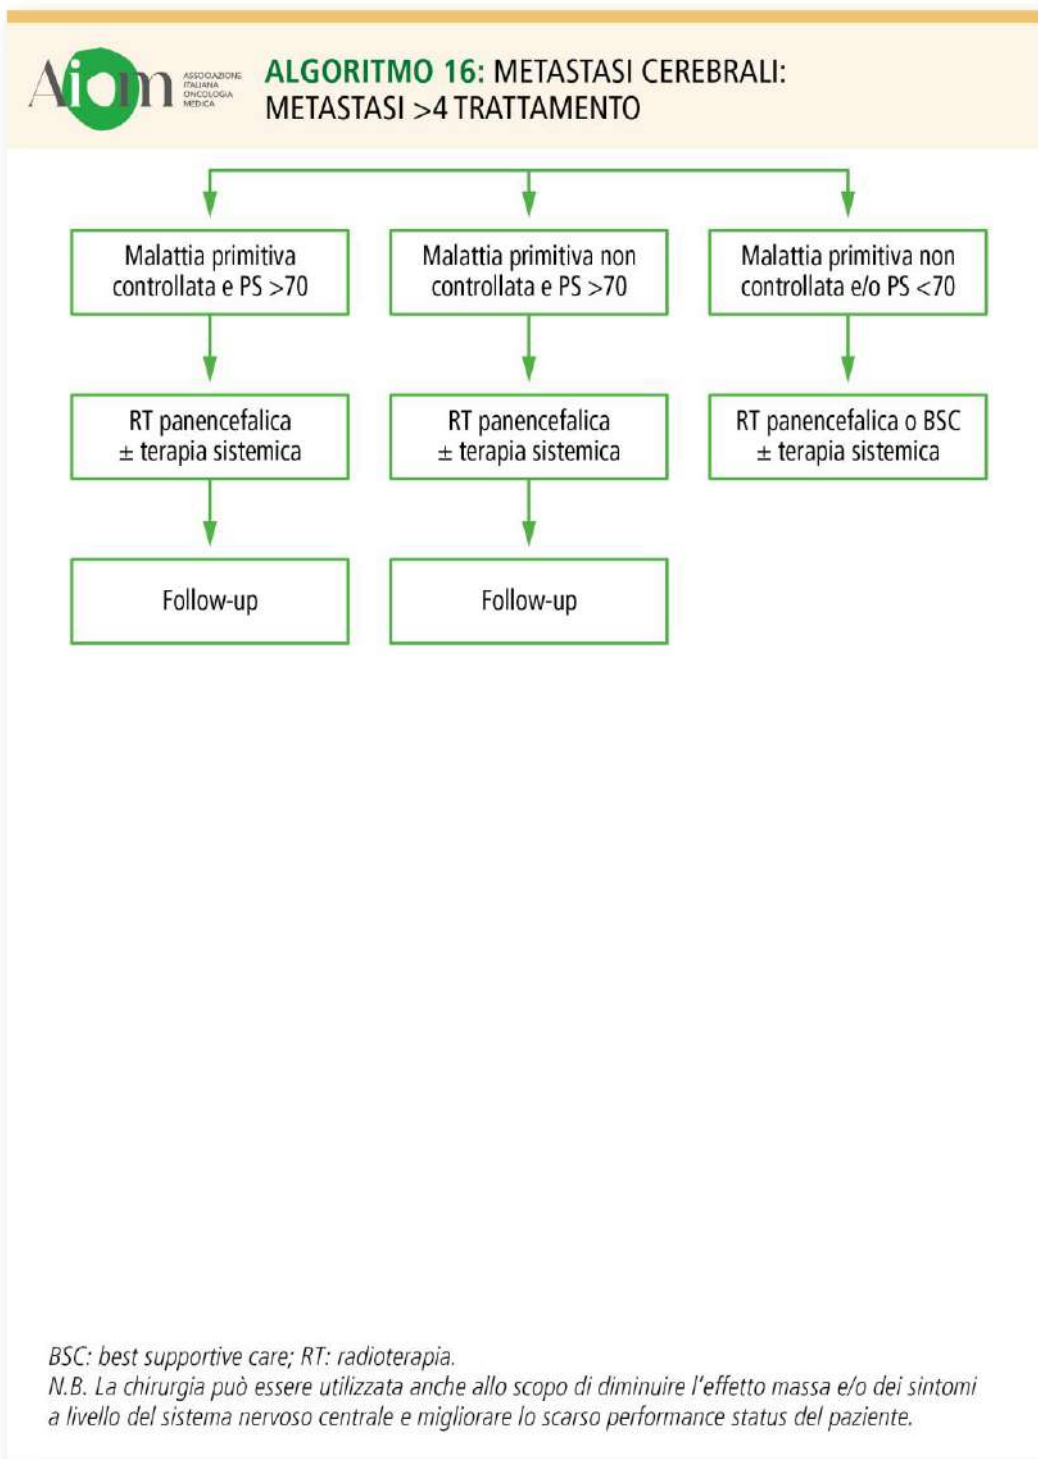 Aiom
ASSOCIAZIONE
ITALIANA
ONCOLOGIA
MEDICA
ALGORITMO 16: METASTASI CEREBRALI:
METASTASI >4 TRATTAMENTO
Malattia primitiva
controllata e PS >70
Malattia primitiva non
controllata e PS >70
Malattia primitiva non
controllata e/o PS <70
RT panencefalica
± terapia sistemica
RT panencefalica
± terapia sistemica
RT panencefalica o BSC
± terapia sistemica
Follow-up
Follow-up
BSC: best supportive care; RT: radioterapia.
N.B. La chirurgia può essere utilizzata anche allo scopo di diminuire l'effetto massa e/o dei sintomi
a livello del sistema nervoso centrale e migliorare lo scarso performance status del paziente.